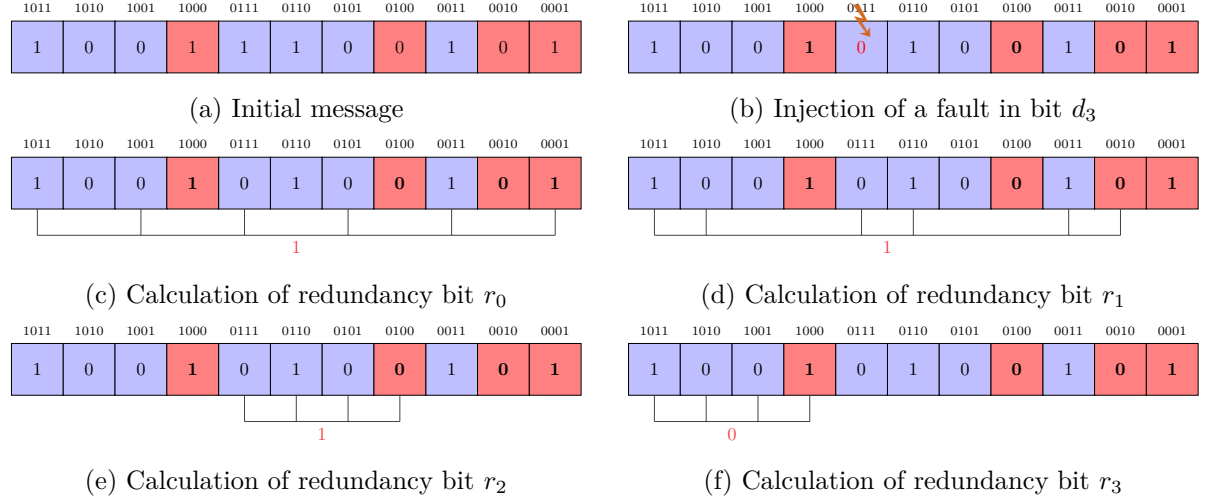 1011 1010 1001 1000 0111 0110 0101 0100 0011 0010 0001
1 0 0 1 1 1 0 0 1 0 1
(a) Initial message
1011 1010 1001 1000 0111 0110 0101 0100 0011 0010 0001
1 0 0 1 0 1 0 0 1 0 1
(b) Injection of a fault in bit d3
1011 1010 1001 1000 0111 0110 0101 0100 0011 0010 0001
1 0 0 1 0 1 0 0 1 0 1
1
(c) Calculation of redundancy bit r0
1011 1010 1001 1000 0111 0110 0101 0100 0011 0010 0001
1 0 0 1 0 1 0 0 1 0 1
1
(d) Calculation of redundancy bit r1
1011 1010 1001 1000 0111 0110 0101 0100 0011 0010 0001
1 0 0 1 0 1 0 0 1 0 1
1
(e) Calculation of redundancy bit r2
1011 1010 1001 1000 0111 0110 0101 0100 0011 0010 0001
1 0 0 1 0 1 0 0 1 0 1
0
(f) Calculation of redundancy bit r3